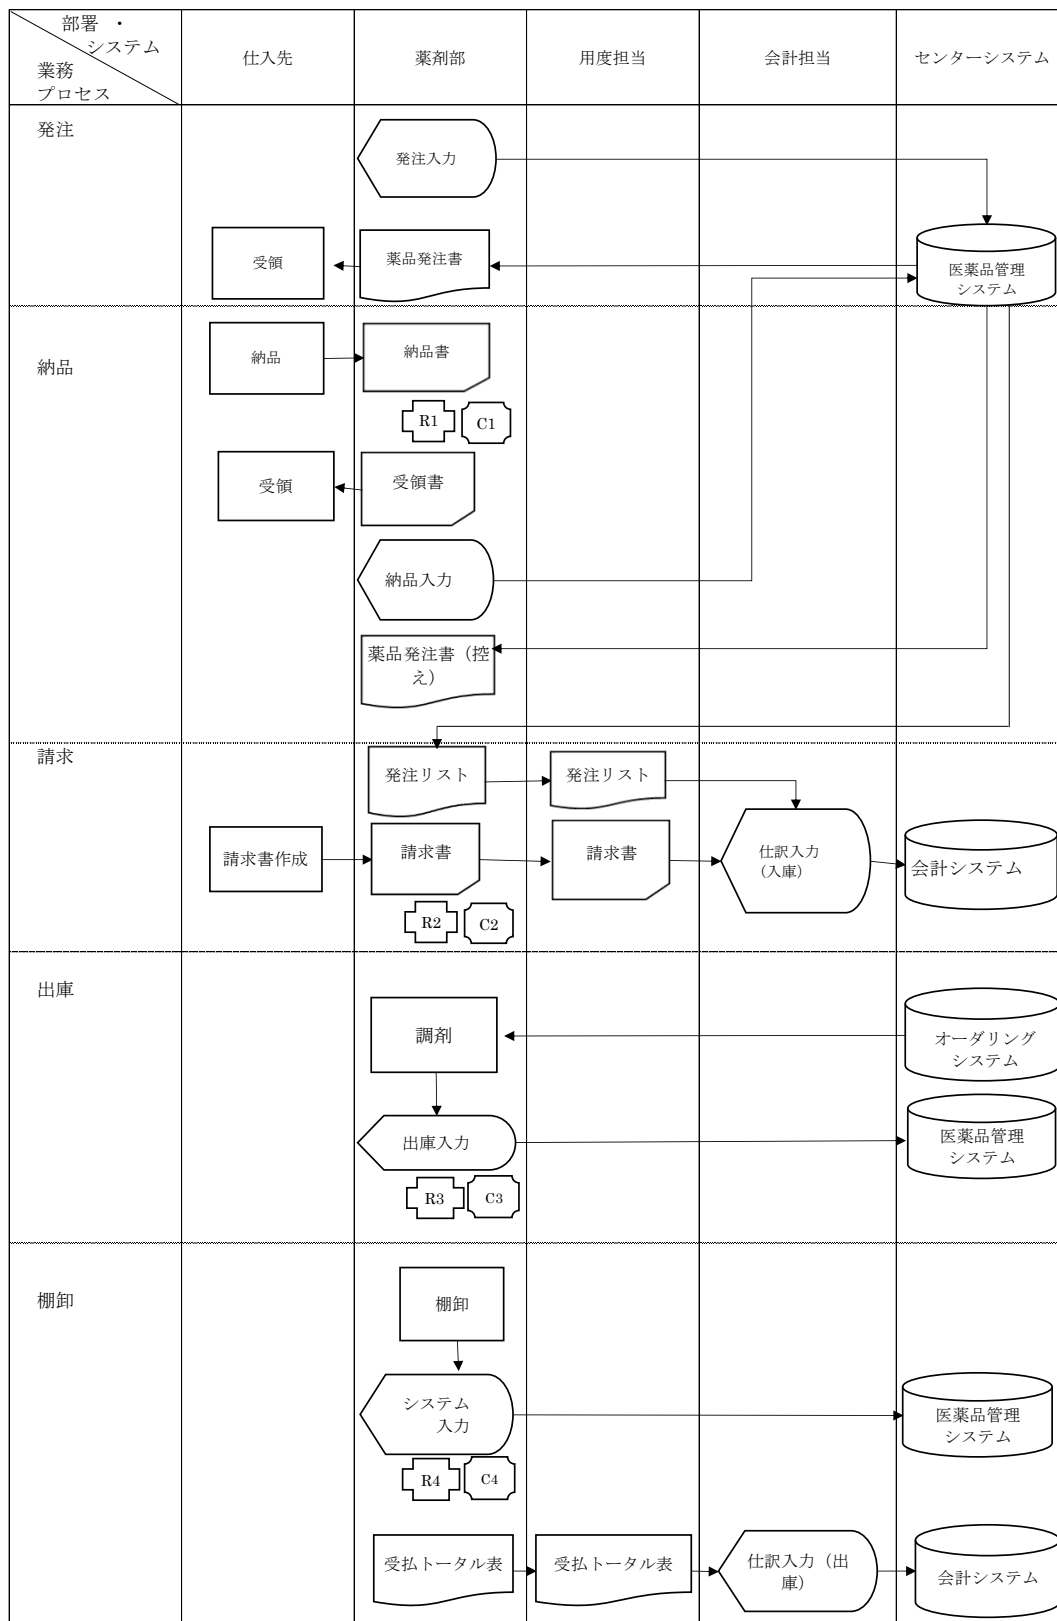 部署 ・
システム
業務
プロセス
仕入先
薬剤部
用度担当
会計担当
センターシステム
発注
発注入力
受領
薬品発注書
医薬品管理
システム
納品
納品
納品書
R1
C1
受領
受領書
納品入力
薬品発注書（控
え）
請求
発注リスト
発注リスト
請求書作成
請求書
請求書
仕訳入力
（入庫）
会計システム
R2
C2
出庫
調剤
オーダリング
システム
出庫入力
医薬品管理
システム
R3
C3
棚卸
棚卸
システム
入力
医薬品管理
システム
R4
C4
受払トータル表
受払トータル表
仕訳入力（出
庫）
会計システム